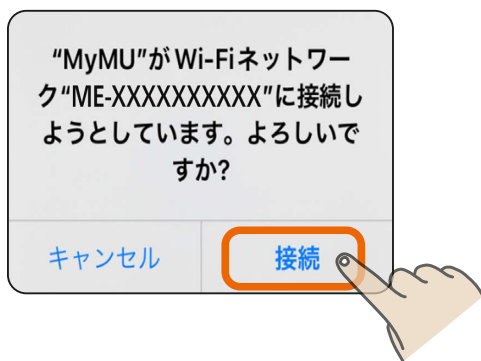 “MyMU”がWi-Fiネットワー
ク“ME-XXXXXXXXXX”に接続し
ようとしています。よろしいで
すか?
キャンセル
接続